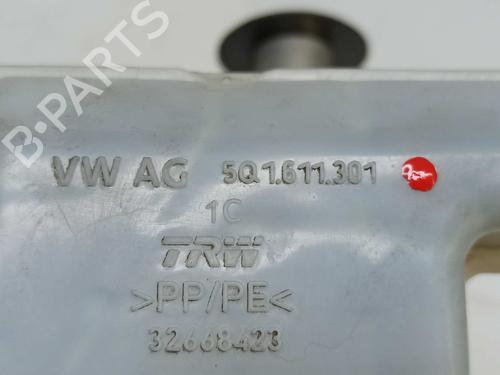 B-PARTS
VW AG 5Q1.611.301
1C
TRW
>PP/PE<
32668423